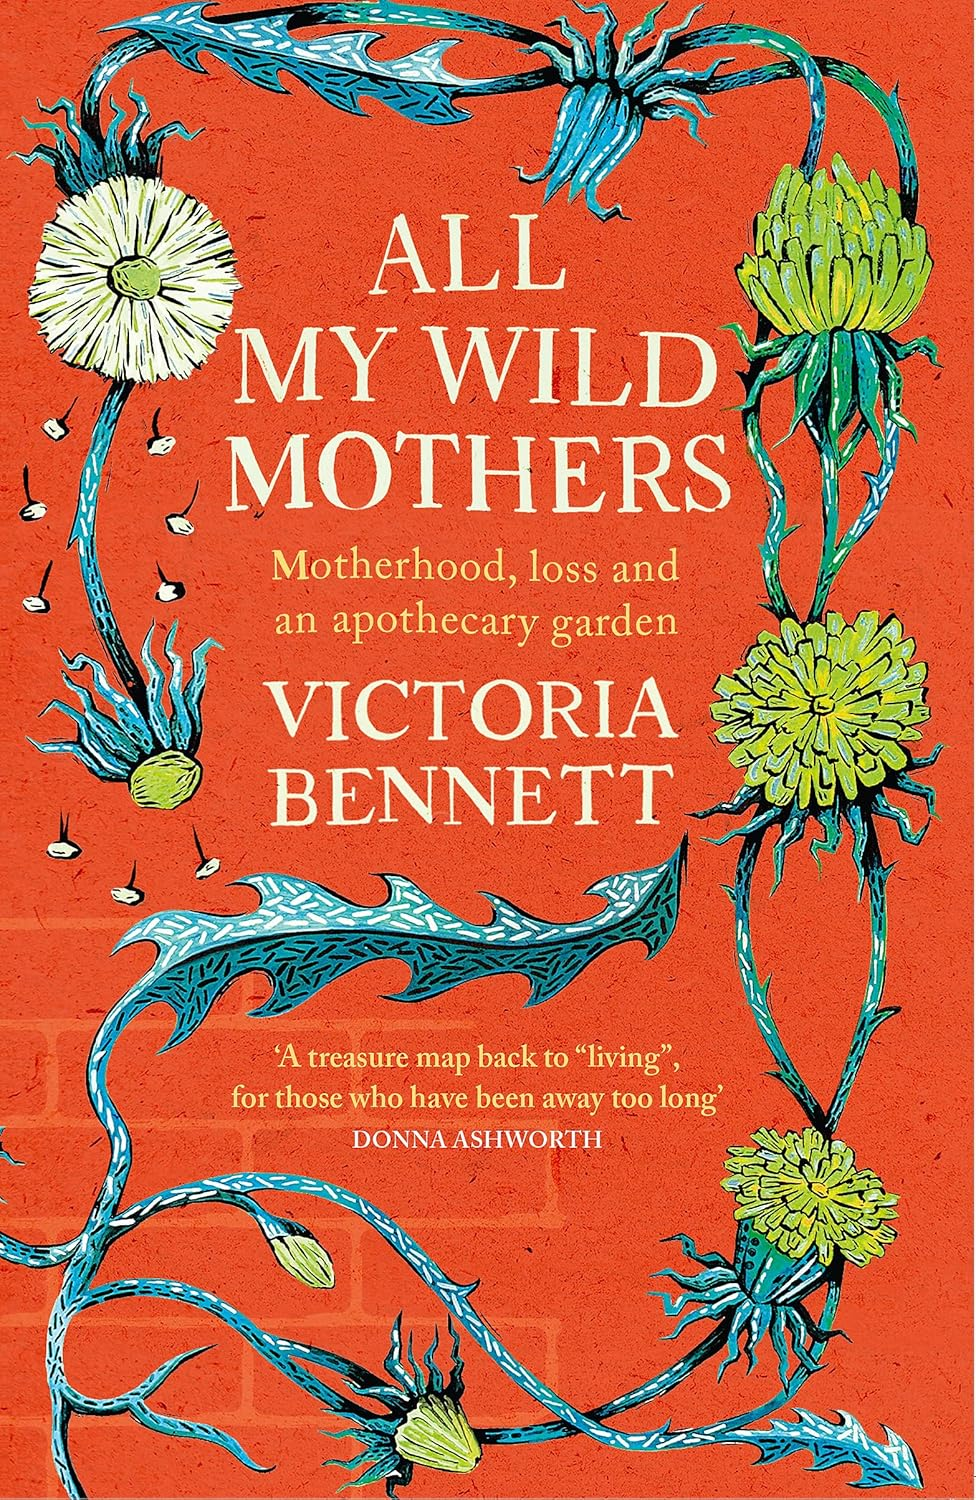 ALL
MY WILD
MOTHERS
Motherhood, loss and
an apothecary garden
VICTORIA
BENNETT
‘A treasure map back to “living”,
for those who have been away too long’
DONNA ASHWORTH